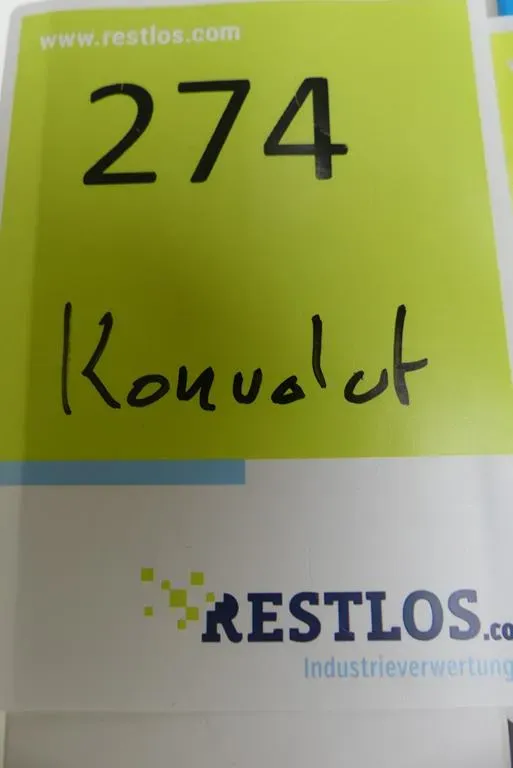 www.restlos.com
274
Konvolut
RESTLOS.co
Industrieverwertung